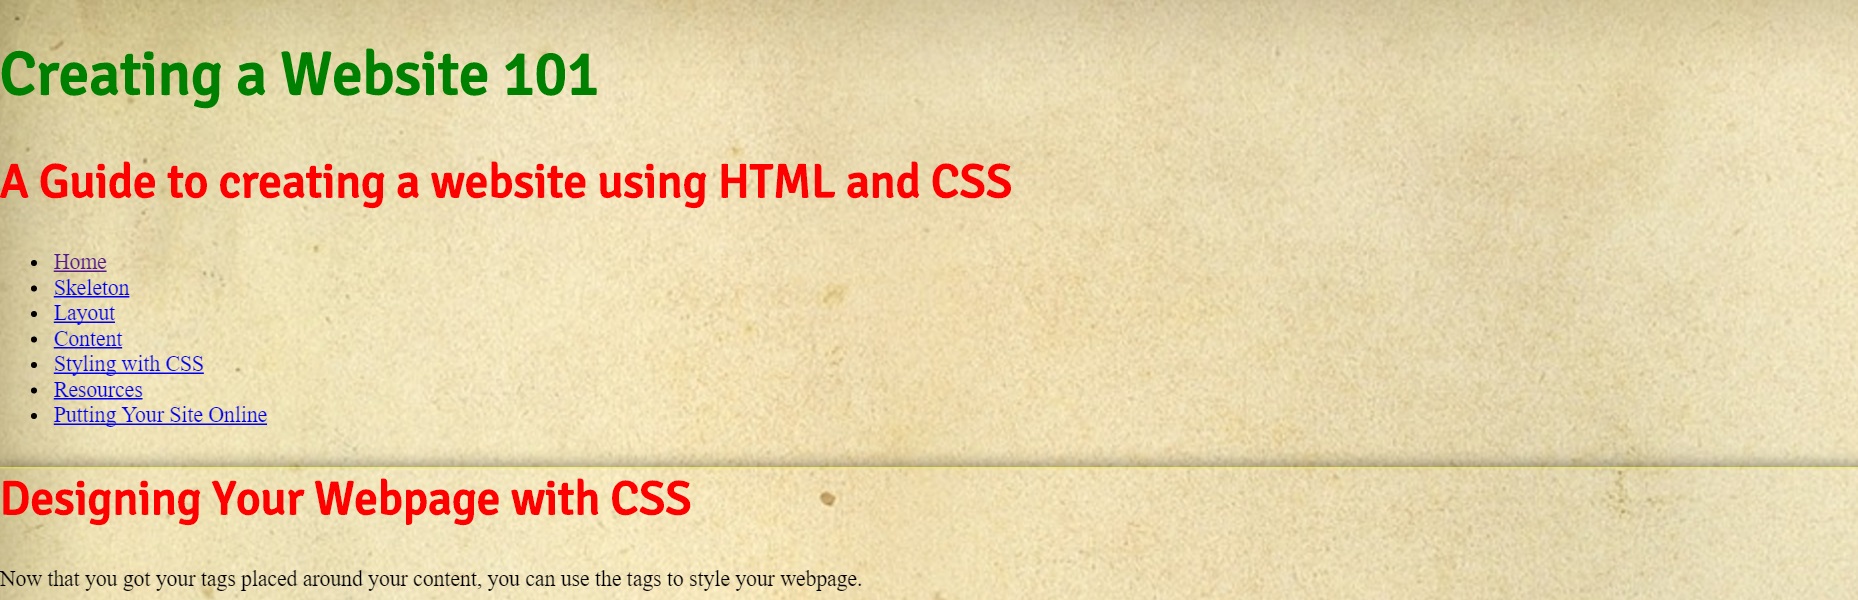 Creating a Website 101
A Guide to creating a website using HTML and CSS
Home
Skeleton
Layout
Content
Styling with CSS
Resources
Putting Your Site Online
Designing Your Webpage with CSS
Now that you got your tags placed around your content, you can use the tags to style your webpage.